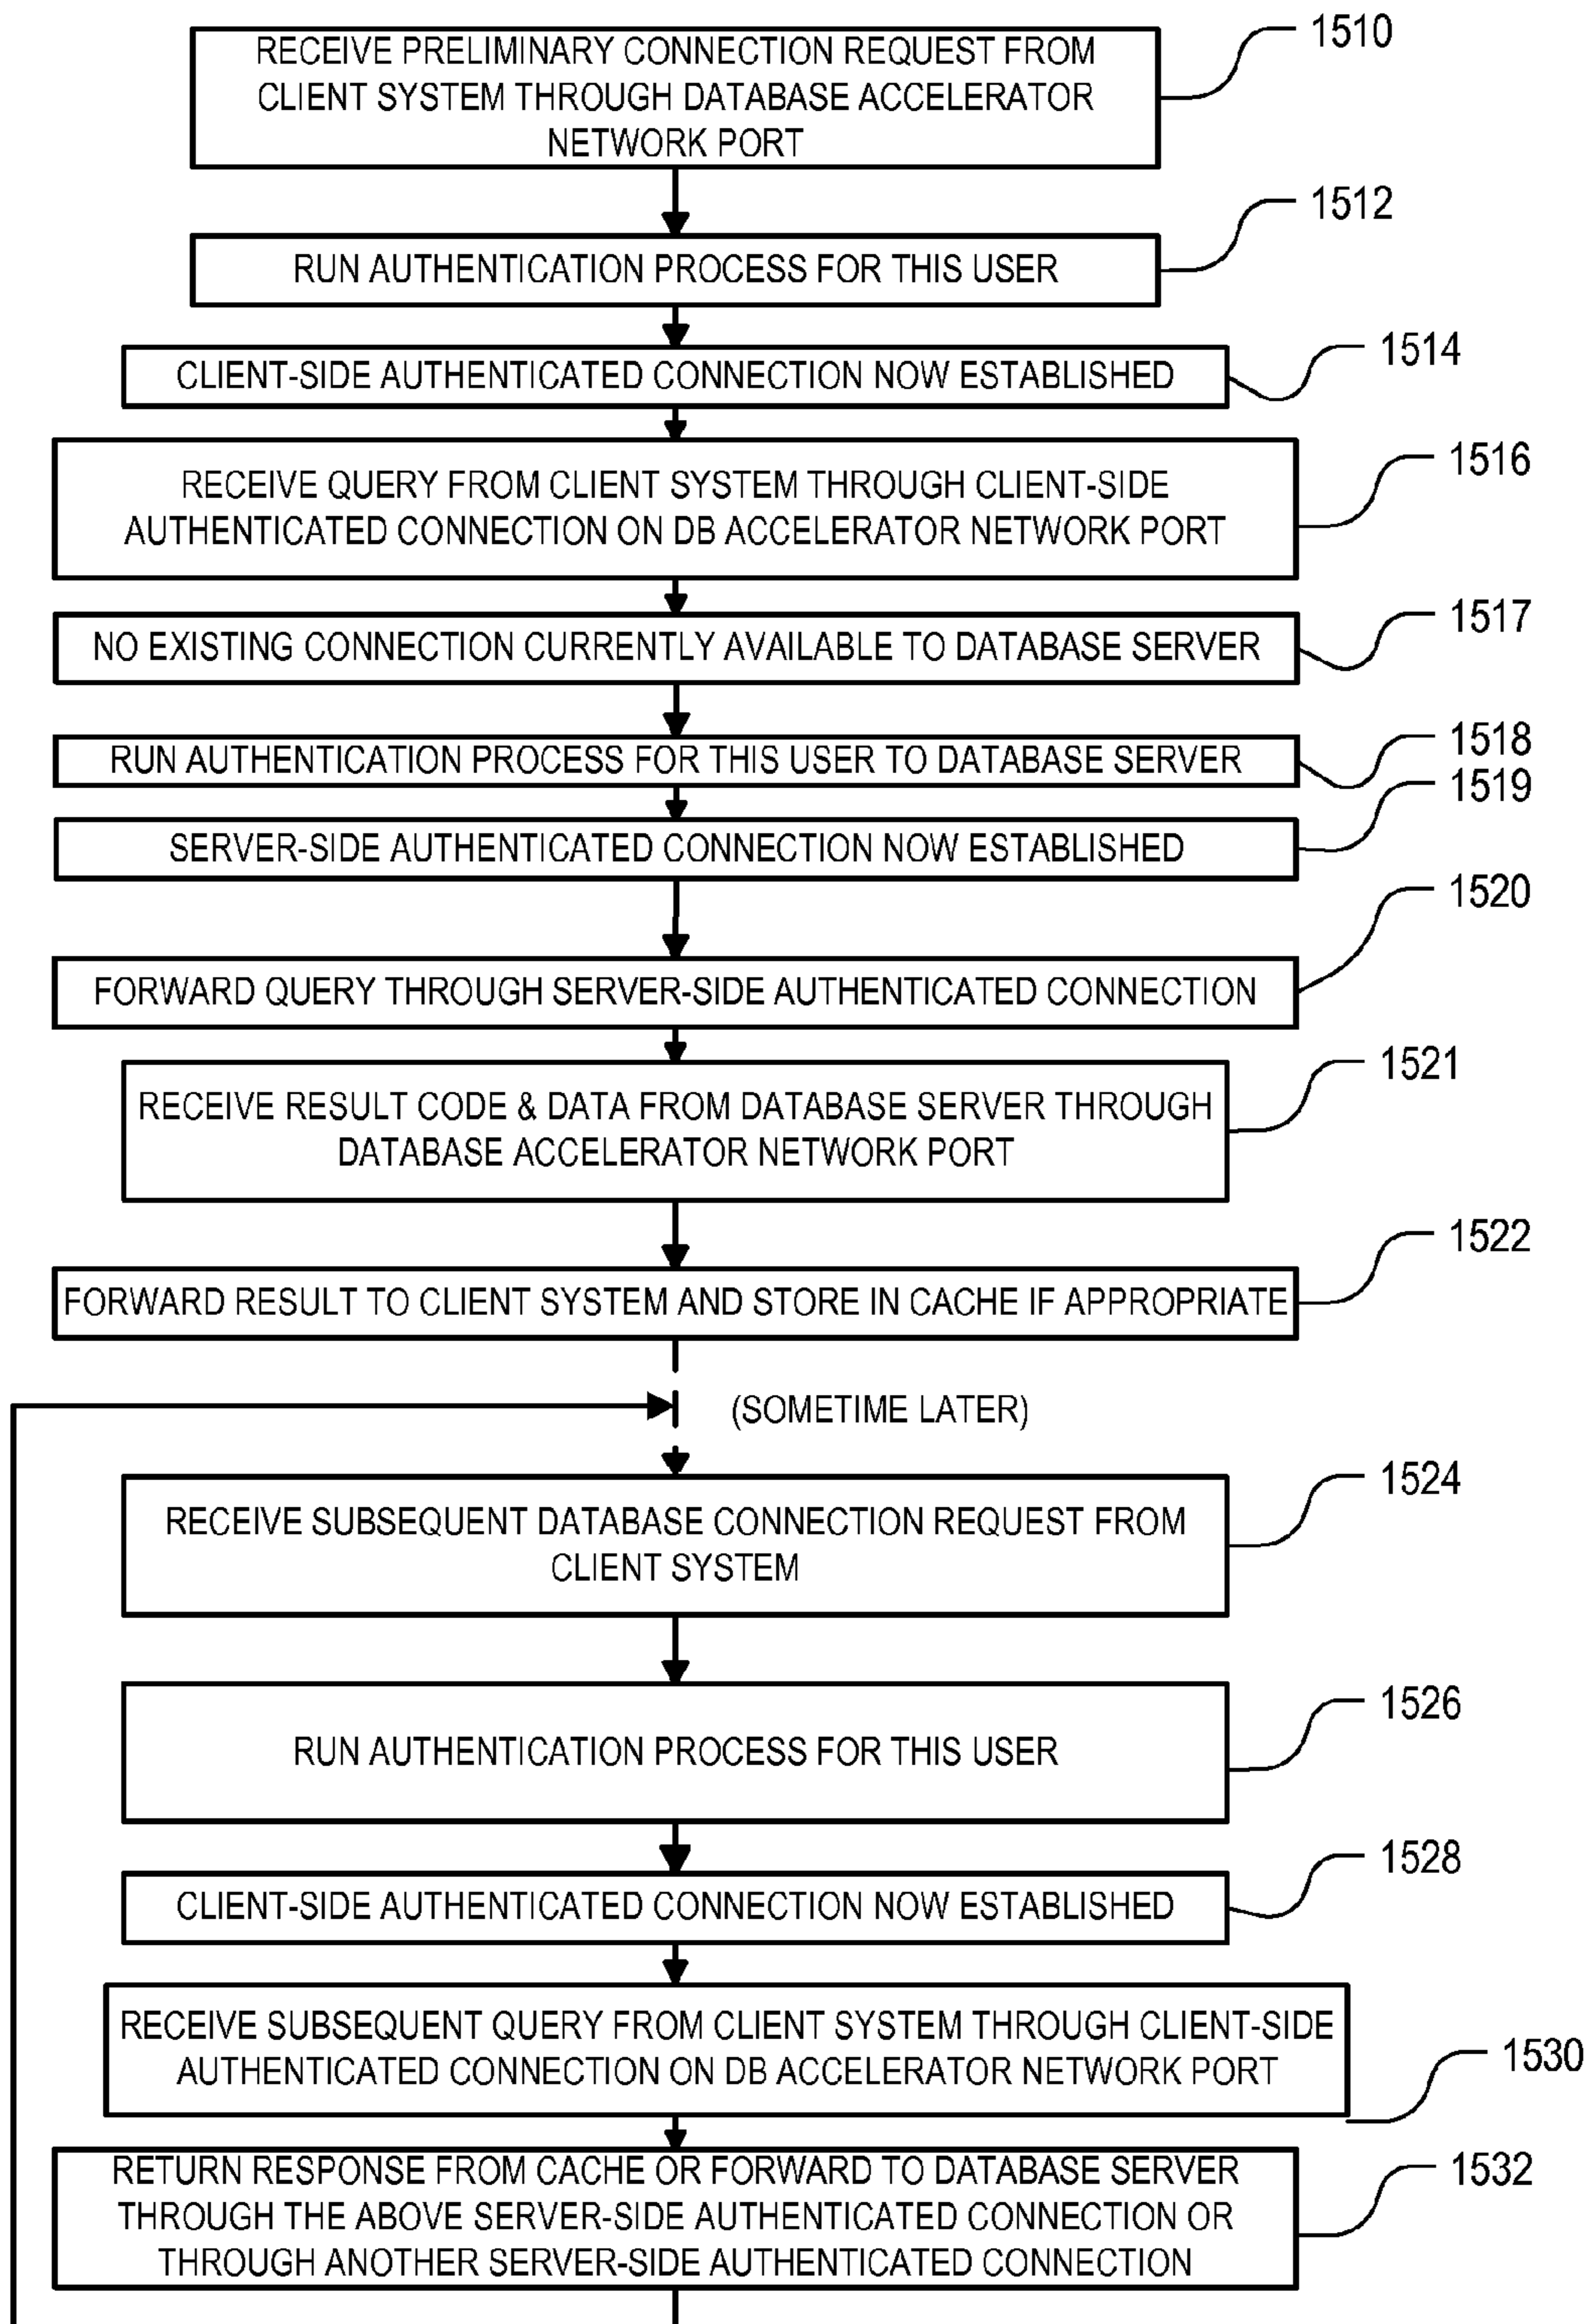 1510
RECEIVE PRELIMINARY CONNECTION REQUEST FROM
CLIENT SYSTEM THROUGH DATABASE ACCELERATOR
NETWORK PORT
1512
RUN AUTHENTICATION PROCESS FOR THIS USER
1514
CLIENT-SIDE AUTHENTICATED CONNECTION NOW ESTABLISHED
1516
RECEIVE QUERY FROM CLIENT SYSTEM THROUGH CLIENT-SIDE
AUTHENTICATED CONNECTION ON DB ACCELERATOR NETWORK PORT
1517
NO EXISTING CONNECTION CURRENTLY AVAILABLE TO DATABASE SERVER
1518
RUN AUTHENTICATION PROCESS FOR THIS USER TO DATABASE SERVER
1519
SERVER-SIDE AUTHENTICATED CONNECTION NOW ESTABLISHED
1520
FORWARD QUERY THROUGH SERVER-SIDE AUTHENTICATED CONNECTION
1521
RECEIVE RESULT CODE & DATA FROM DATABASE SERVER THROUGH
DATABASE ACCELERATOR NETWORK PORT
1522
FORWARD RESULT TO CLIENT SYSTEM AND STORE IN CACHE IF APPROPRIATE
(SOMETIME LATER)
1524
RECEIVE SUBSEQUENT DATABASE CONNECTION REQUEST FROM
CLIENT SYSTEM
1526
RUN AUTHENTICATION PROCESS FOR THIS USER
1528
CLIENT-SIDE AUTHENTICATED CONNECTION NOW ESTABLISHED
RECEIVE SUBSEQUENT QUERY FROM CLIENT SYSTEM THROUGH CLIENT-SIDE
AUTHENTICATED CONNECTION ON DB ACCELERATOR NETWORK PORT
1530
RETURN RESPONSE FROM CACHE OR FORWARD TO DATABASE SERVER
THROUGH THE ABOVE SERVER-SIDE AUTHENTICATED CONNECTION OR
THROUGH ANOTHER SERVER-SIDE AUTHENTICATED CONNECTION
1532